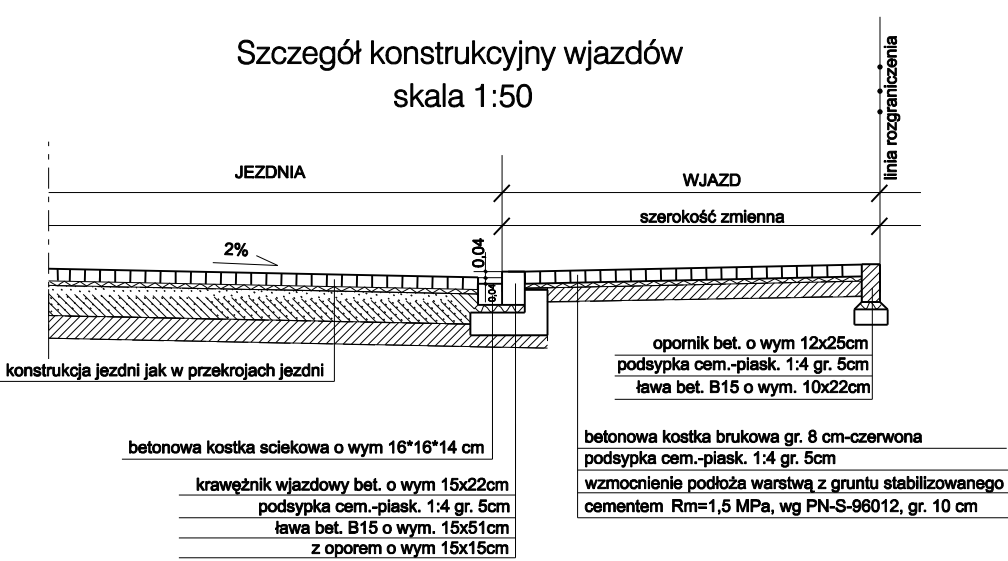 Szczegół konstrukcyjny wjazdów
skala 1:50
linia rozgraniczenia
JEZDNIA
WJAZD
szerokość zmienna
2%
0,04
0,04
opornik bet. o wym 12x25cm
podsypka cem.-piask. 1:4 gr. 5cm
ława bet. B15 o wym. 10x22cm
konstrukcja jezdni jak w przekrojach jezdni
betonowa kostka sciekowa o wym 16*16*14 cm
betonowa kostka brukowa gr. 8 cm-czerwona
podsypka cem.-piask. 1:4 gr. 5cm
wzmocnienie podłoża warstwą z gruntu stabilizowanego
cementem Rm=1,5 MPa, wg PN-S-96012, gr. 10 cm
krawężnik wjazdowy bet. o wym 15x22cm
podsypka cem.-piask. 1:4 gr. 5cm
ława bet. B15 o wym. 15x51cm
z oporem o wym 15x15cm